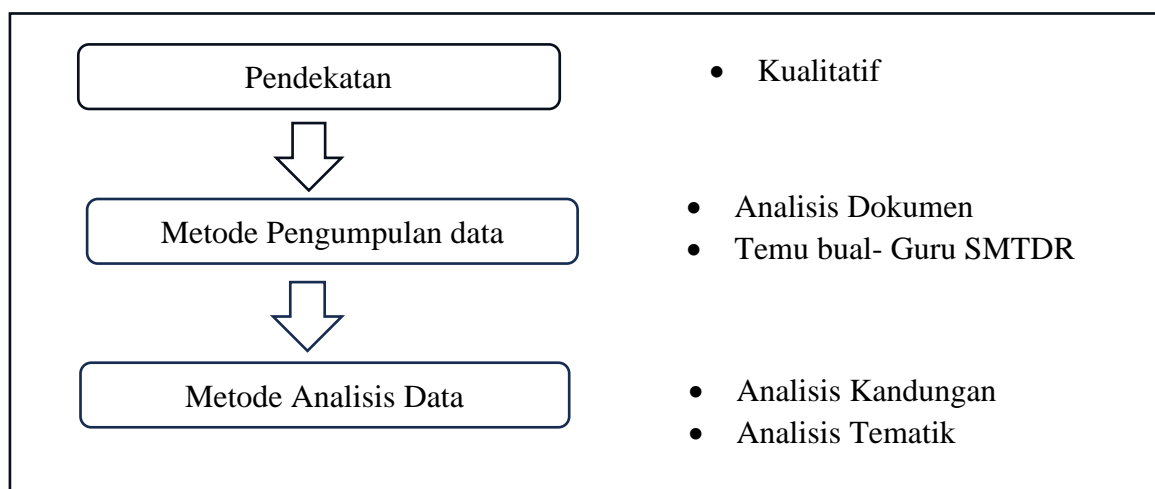 Pendekatan
• Kualitatif
Metode Pengumpulan data
• Analisis Dokumen
• Temu bual- Guru SMTDR
Metode Analisis Data
• Analisis Kandungan
• Analisis Tematik